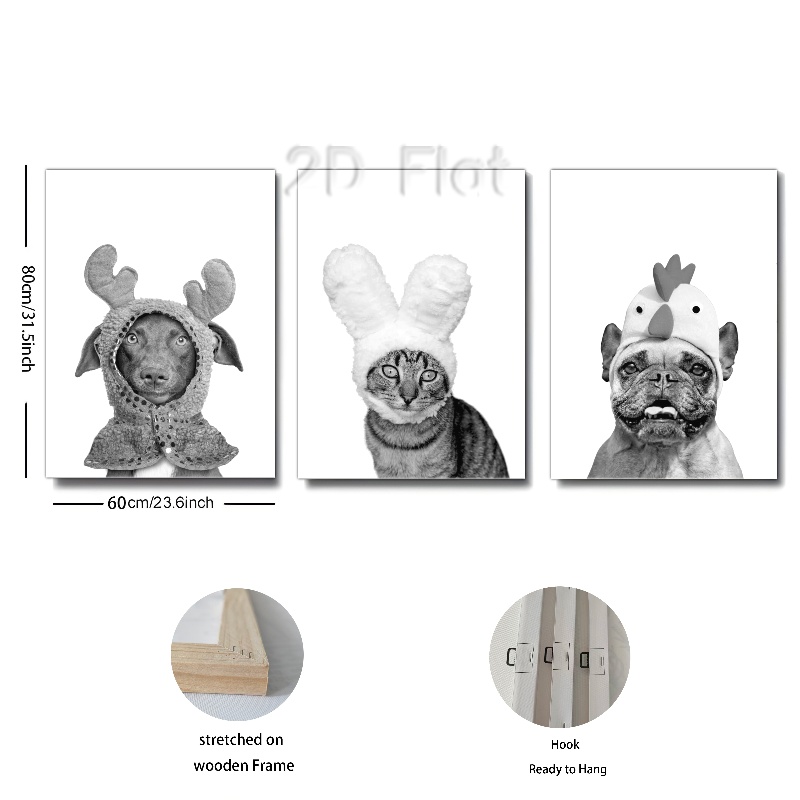 2D Flat
80cm/31.5inch
60cm/23.6inch
stretched on
wooden Frame
Hook
Ready to Hang